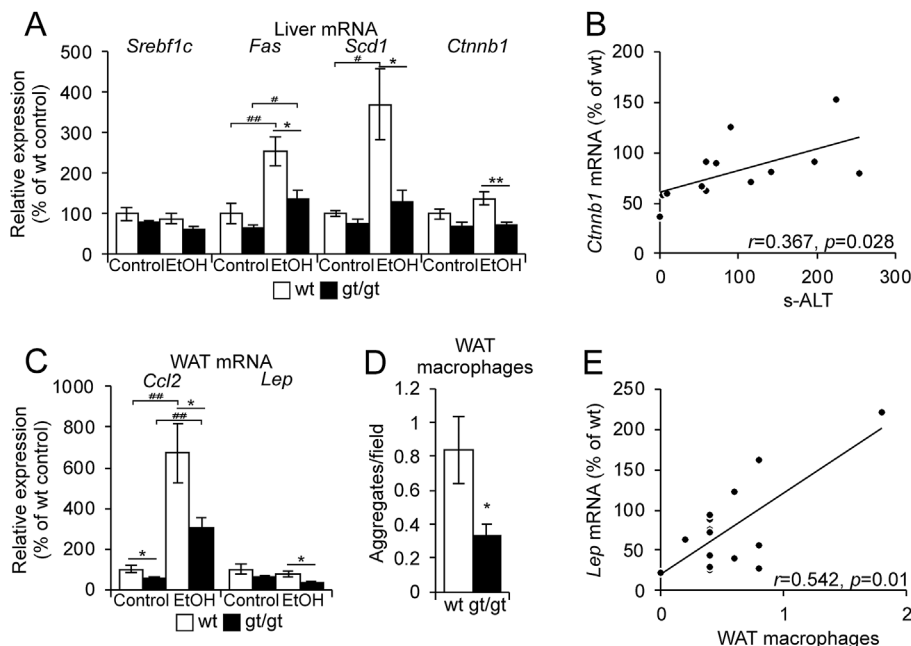 A
Liver mRNA
Srebf1c Fas Scd1 Ctnnb1
Relative expression
(% of wt control)
500
400
300
200
100
0
# *
#
## *
**
Control EtOH Control EtOH Control EtOH Control EtOH
wt gt/gt
B
Ctnnb1 mRNA (% of wt)
200
150
100
50
0
r=0.367, p=0.028
0 100 200 300
s-ALT
C
WAT mRNA
Ccl2 Lep
Relative expression
(% of wt control)
1000
800
600
400
200
0
## *
##
* *
Control EtOH Control EtOH
wt gt/gt
D
WAT
macrophages
Aggregates/field
1
0.8
0.6
0.4
0.2
0
1.2
*
wt gt/gt
E
Lep mRNA (% of wt)
250
200
150
100
50
0
r=0.542, p=0.01
0 1 2
WAT macrophages